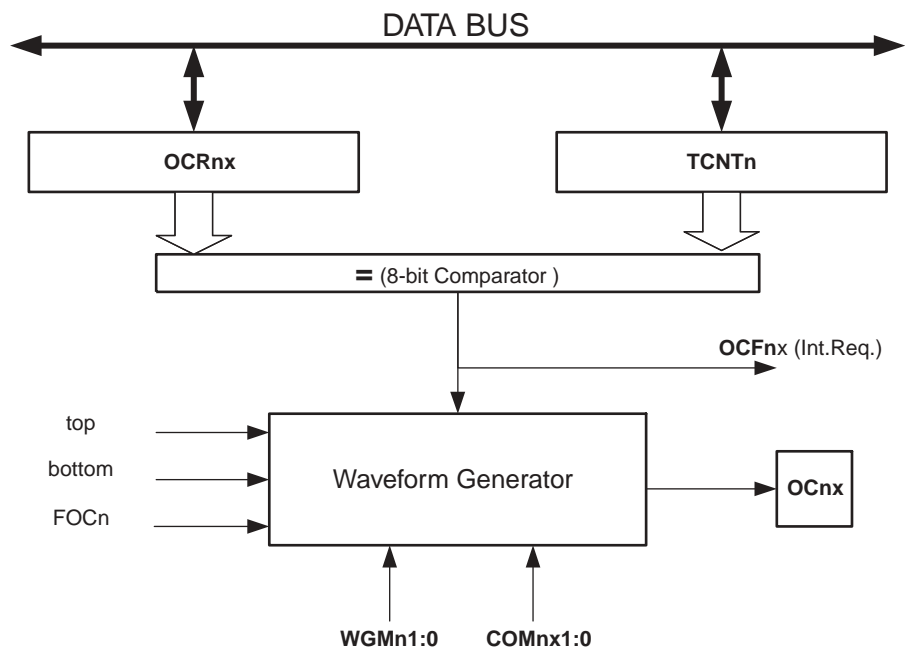 DATA BUS
OCRnx
TCNTn
= (8-bit Comparator )
OCFnx (Int.Req.)
top
bottom
FOCn
Waveform Generator
OCnx
WGMn1:0
COMnx1:0